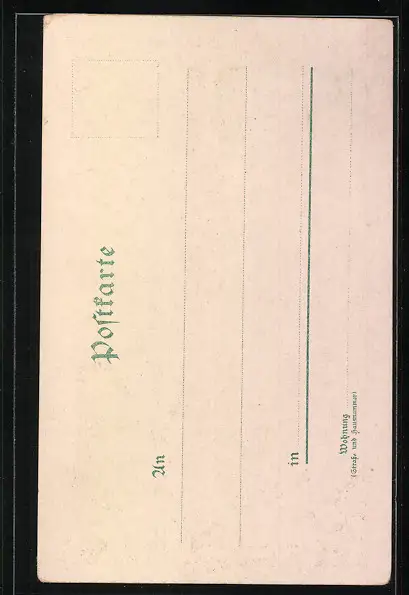 Postkarte
An
in
Wohnung
(Straße und Hausnummer)